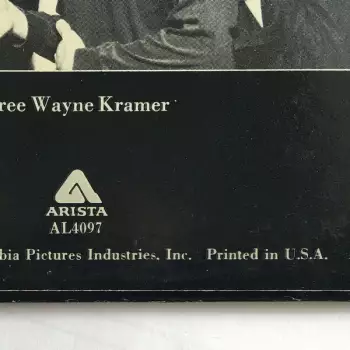 ree Wayne Kramer
ARISTA
AL4097
bia Pictures Industries, Inc. Printed in U.S.A.